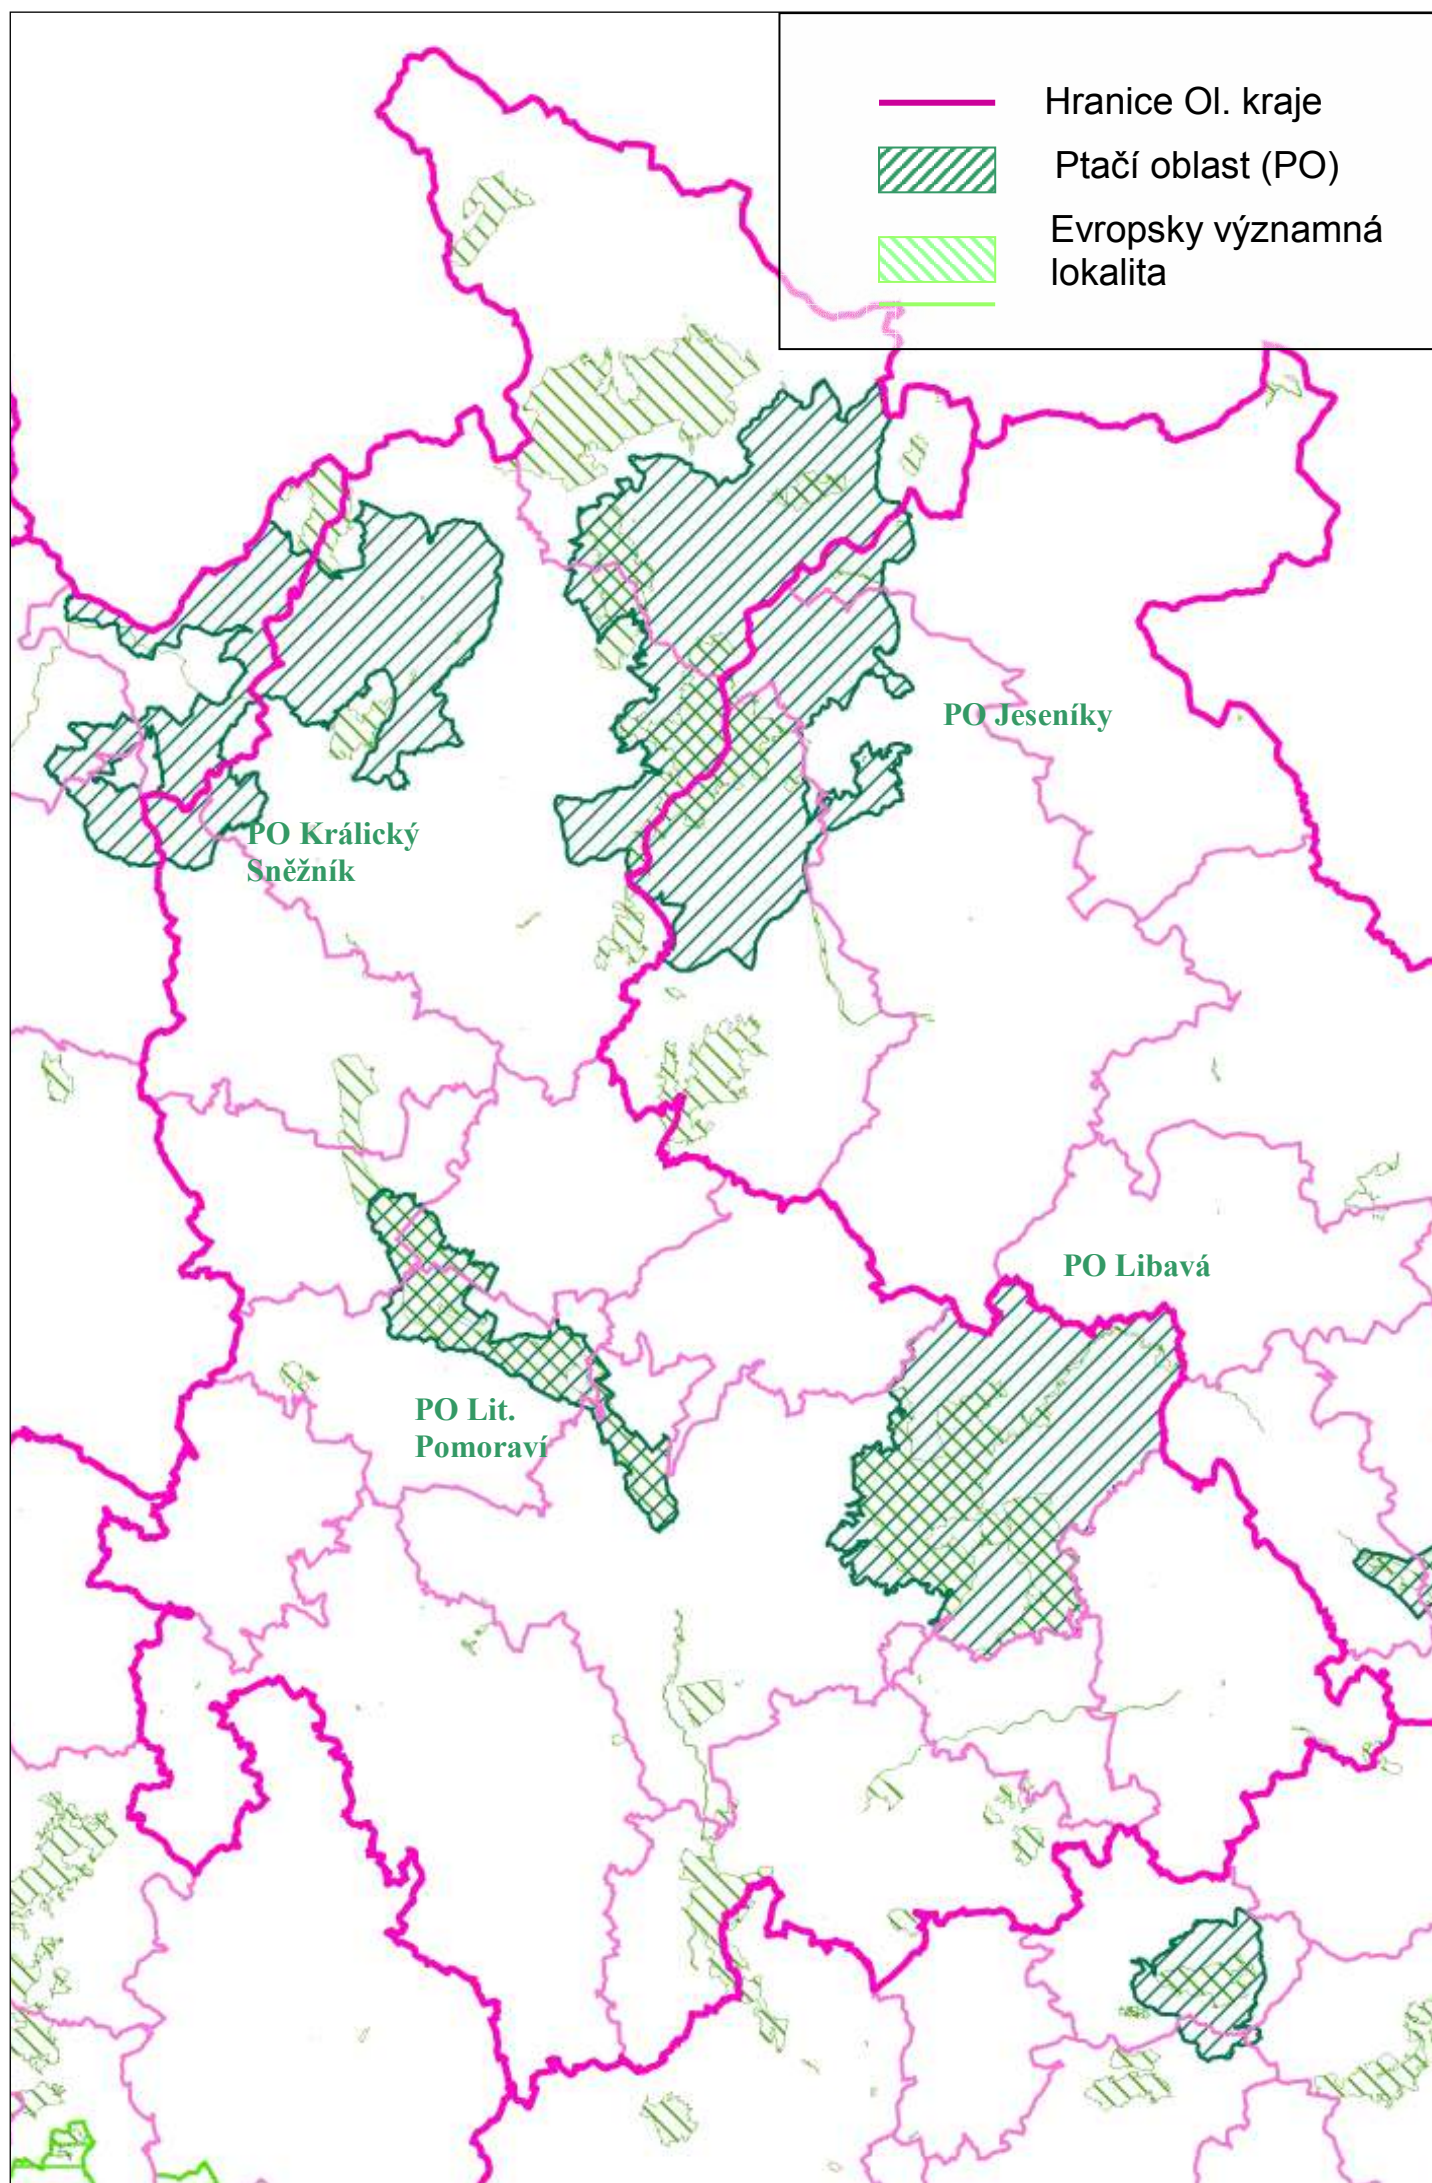 Hranice Ol. kraje
Ptačí oblast (PO)
Evropsky významná
lokalita
PO Jeseníky
PO Králický
Sněžník
PO Libavá
PO Lit.
Pomoraví